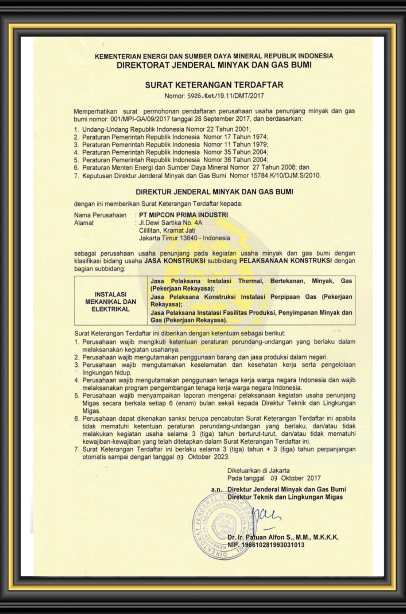 KEMENTERIAN ENERGI DAN SUMBER DAYA MINERAL REPUBLIK INDONESIA
DIREKTORAT JENDERAL MINYAK DAN GAS BUMI
SURAT KETERANGAN TERDAFTAR
Nomor: 5926.Ket/19.11/DMT/2017
Memperhatikan surat permohonan pendaftaran perusahaan usaha penunjang minyak dan gas
bumi nomor: 001/MPI-GA/09/2017 tanggal 28 September 2017, dan berdasarkan:
1. Undang-Undang Republik Indonesia Nomor 22 Tahun 2001;
2. Peraturan Pemerintah Republik Indonesia Nomor 17 Tahun 1974;
3. Peraturan Pemerintah Republik Indonesia Nomor 11 Tahun 1979;
4. Peraturan Pemerintah Republik Indonesia Nomor 35 Tahun 2004;
5. Peraturan Pemerintah Republik Indonesia Nomor 36 Tahun 2004;
6. Peraturan Menteri Energi dan Sumber Daya Mineral Nomor 27 Tahun 2008; dan
7. Keputusan Direktur Jenderal Minyak dan Gas Bumi Nomor 15784.K/10/DJM.S/2010.
DIREKTUR JENDERAL MINYAK DAN GAS BUMI
dengan ini memberikan Surat Keterangan Terdaftar kepada:
Nama Perusahaan : PT MIPCON PRIMA INDUSTRI
Alamat : Jl.Dewi Sartika No. 4A
Cililitan, Kramat Jati
Jakarta Timur 13640 - Indonesia
sebagai perusahaan usaha penunjang pada kegiatan usaha minyak dan gas bumi dengan
klasifikasi bidang usaha JASA KONSTRUKSI subbidang PELAKSANAAN KONSTRUKSI dengan
bagian subbidang:
INSTALASI
MEKANIKAL DAN
ELEKTRIKAL
Jasa Pelaksana Instalasi Thermal, Bertekanan, Minyak, Gas
(Pekerjaan Rekayasa);
Jasa Pelaksana Konstruksi Instalasi Perpipaan Gas (Pekerjaan
Rekayasa);
Jasa Pelaksana Instalasi Fasilitas Produksi, Penyimpanan Minyak dan
Gas (Pekerjaan Rekayasa).
Surat Keterangan Terdaftar ini diberikan dengan ketentuan sebagai berikut:
1. Perusahaan wajib mengikuti ketentuan peraturan perundang-undangan yang berlaku dalam
melaksanakan kegiatan usahanya.
2. Perusahaan wajib mengutamakan penggunaan barang dan jasa produksi dalam negeri.
3. Perusahaan wajib mengutamakan keselamatan dan kesehatan kerja serta pengelolaan
lingkungan hidup.
4. Perusahaan wajib mengutamakan penggunaan tenaga kerja warga negara Indonesia dan wajib
melaksanakan program pengembangan tenaga kerja warga negara Indonesia.
5. Perusahaan wajib menyampaikan laporan mengenai pelaksanaan kegiatan usaha penunjang
Migas secara berkala setiap 6 (enam) bulan sekali kepada Direktur Teknik dan Lingkungan
Migas.
6. Perusahaan dapat dikenakan sanksi berupa pencabutan Surat Keterangan Terdaftar ini apabila
tidak mematuhi ketentuan peraturan perundang-undangan yang berlaku, dan/atau tidak
melakukan kegiatan usaha selama 3 (tiga) tahun berturut-turut, dan/atau tidak mematuhi
kewajiban-kewajiban yang telah ditetapkan dalam Surat Keterangan Terdaftar ini.
7. Surat Keterangan Terdaftar ini berlaku selama 3 (tiga) tahun + 3 (tiga) tahun perpanjangan
otomatis sampai dengan tanggal 09 Oktober 2023.
Dikeluarkan di Jakarta
Pada tanggal 09 Oktober 2017
a.n. Direktur Jenderal Minyak dan Gas Bumi
Direktur Teknik dan Lingkungan Migas
Dr. Ir. Patuan Alfon S., M.M., M.K.K.K.
NIP. 196610281993031013